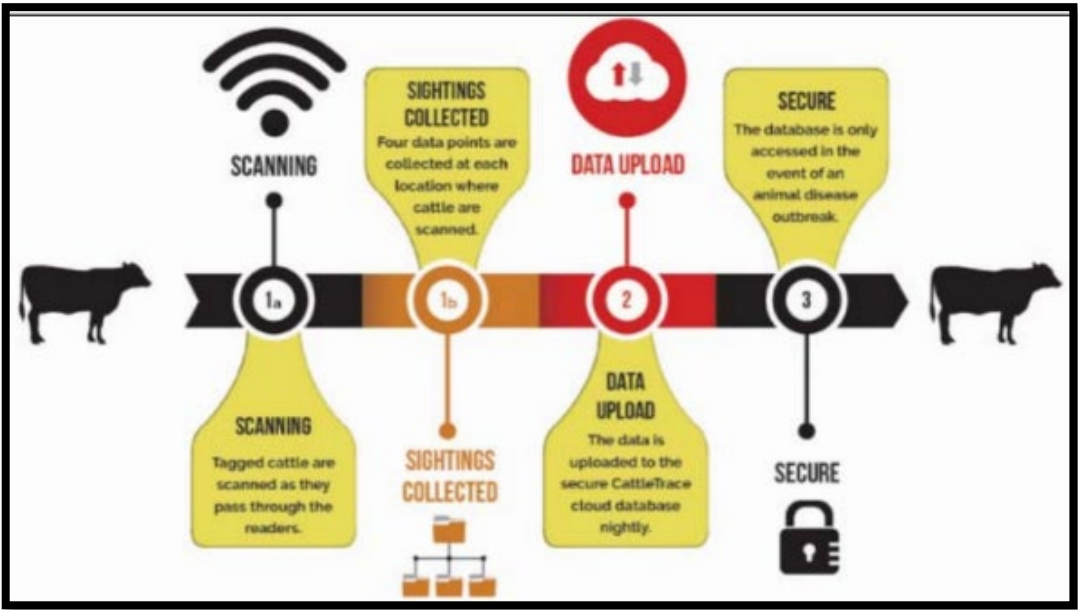 SCANNING
SIGHTINGS
COLLECTED
Four data points are
collected at each
location where
cattle are
scanned.
DATA UPLOAD
SECURE
The database is only
accessed in the
event of an
animal disease
outbreak.
1a
1b
2
3
SCANNING
Tagged cattle are
scanned as they
pass through the
readers.
SIGHTINGS
COLLECTED
DATA
UPLOAD
The data is
uploaded to the
secure CattleTrace
cloud database
nightly.
SECURE